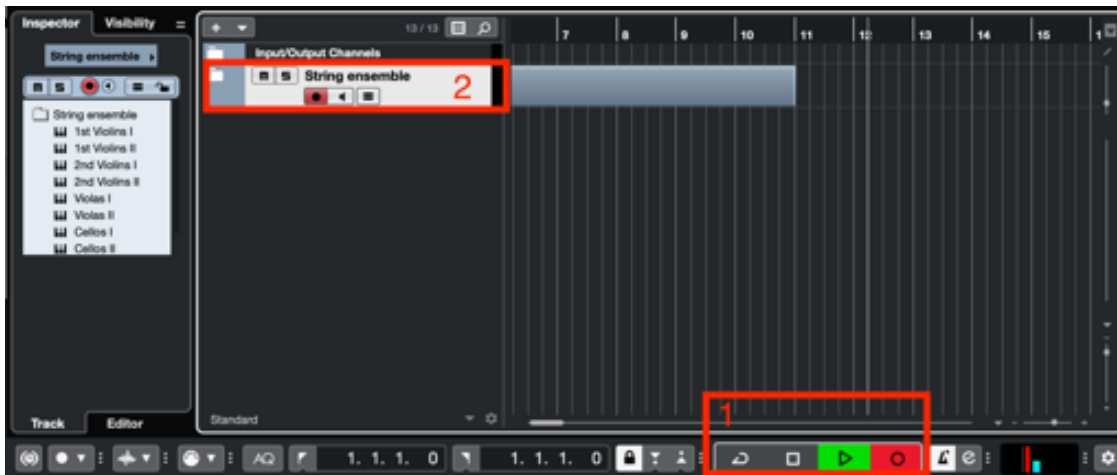 Inspector Visibility
String ensemble
m S
String ensemble
1st Violins I
1st Violins II
2nd Violins I
2nd Violins II
Violas I
Violas II
Cellos I
Cellos II
Track Editor
13 / 13
Input/Output Channels
m S String ensemble
2
7 8 9 10 11 12 13 14 15
Standard
1
AQ 1. 1. 1. 0 1. 1. 1. 0